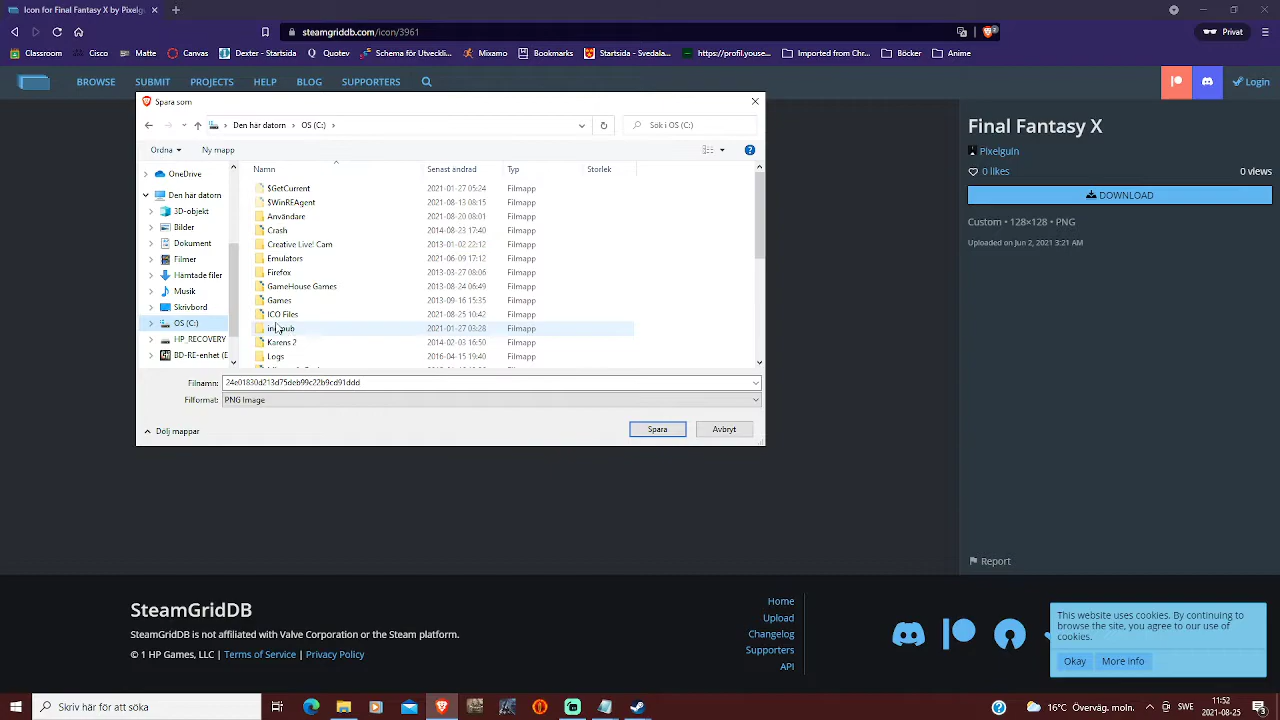 Icon for Final Fantasy X by Pixelgu
steamgriddb.com/icon/3961
2
Privat
Classroom
Cisco
Matte
Canvas
Dexter - Startsida
Quotev
Schema för Utveckli...
Mixamo
Bookmarks
Startsida - Svedala...
https://profil.youse...
Imported from Chrom...
Böcker
Anime
BROWSE
SUBMIT
PROJECTS
HELP
BLOG
SUPPORTERS
Login
Spara som
Den här datorn
OS (C:)
Sök i OS (C:)
Ordna
Ny mapp
Namn
Senast ändrad
Typ
Storlek
OneDrive
Den här datorn
3D-objekt
Bilder
Dokument
Filmer
Hämtade filer
Musik
Skrivbord
OS (C:)
HP_RECOVERY
BD-RE-enhet (E
$GetCurrent 2021-01-27 05:24 Filmapp
$WinREAgent 2021-08-13 08:15 Filmapp
Användare 2021-08-20 08:01 Filmapp
Crash 2014-08-23 17:40 Filmapp
Creative Live! Cam 2013-01-02 22:12 Filmapp
Emulators 2021-06-09 17:12 Filmapp
Firefox 2013-03-27 08:06 Filmapp
GameHouse Games 2013-08-24 06:49 Filmapp
Games 2013-09-16 15:35 Filmapp
ICO Files 2021-08-25 10:42 Filmapp
inetpub 2021-01-27 03:28 Filmapp
Karens 2 2014-02-03 16:50 Filmapp
Logs 2016-04-15 19:40 Filmapp
Filnamn: 24e01830d213d75deb99c22b9cd91ddd
Filformat: PNG Image
Dölj mappar
Spara
Avbryt
Final Fantasy X
Pixelguin
0 likes
0 views
DOWNLOAD
Custom • 128×128 • PNG
Uploaded on Jun 2, 2021 3:21 AM
Report
SteamGridDB
SteamGridDB is not affiliated with Valve Corporation or the Steam platform.
© 1 HP Games, LLC | Terms of Service | Privacy Policy
Home
Upload
Changelog
Supporters
API
This website uses cookies. By continuing to
browse the site, you agree to our use of
cookies.
Okay
More info
Skriv här för att söka
16°C Överväg. moln.
SWE
11:52
2021-08-25